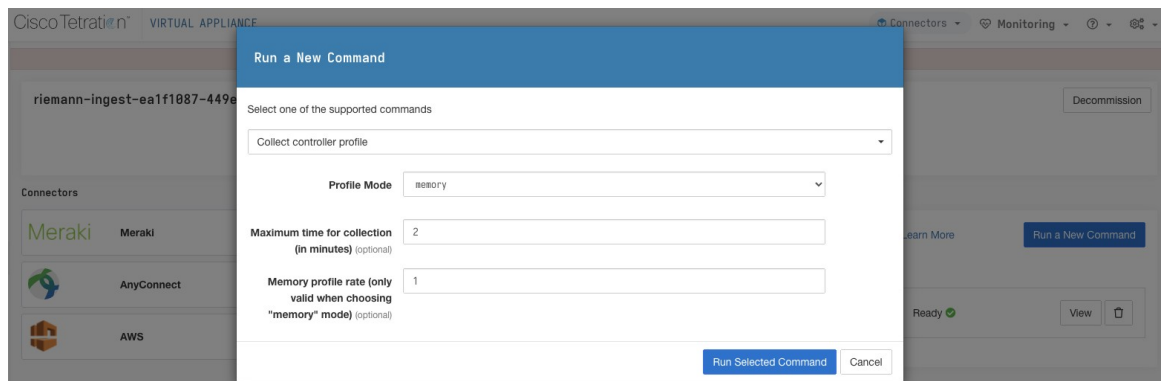 Cisco Tetration™ VIRTUAL APPLIANCE
Connectors Monitoring
Run a New Command
riemann-ingest-ea1f1087-449e
Decommission
Select one of the supported commands
Collect controller profile
Profile Mode memory
Connectors
Meraki Meraki
Maximum time for collection
(in minutes) (optional)
2
Learn More
Run a New Command
AnyConnect
Memory profile rate (only
valid when choosing
"memory" mode) (optional)
1
Ready
View
AWS
Run Selected Command Cancel